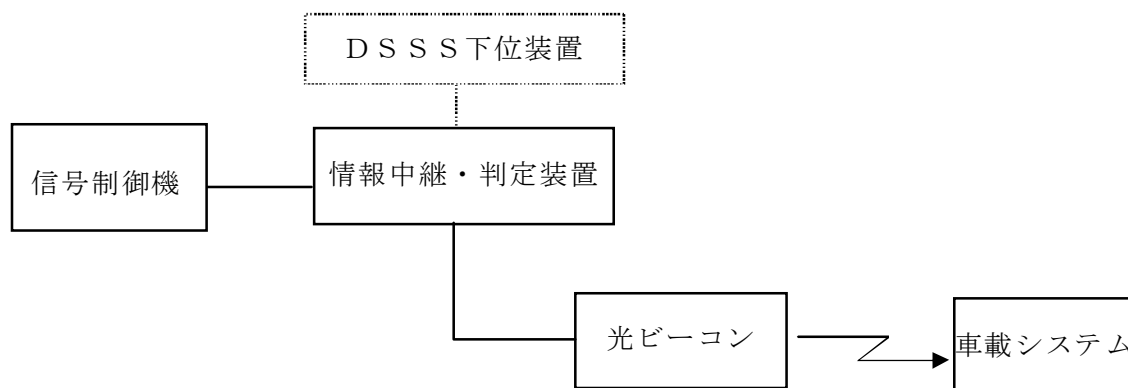 ＤＳＳＳ下位装置
信号制御機
情報中継・判定装置
光ビーコン
車載システム